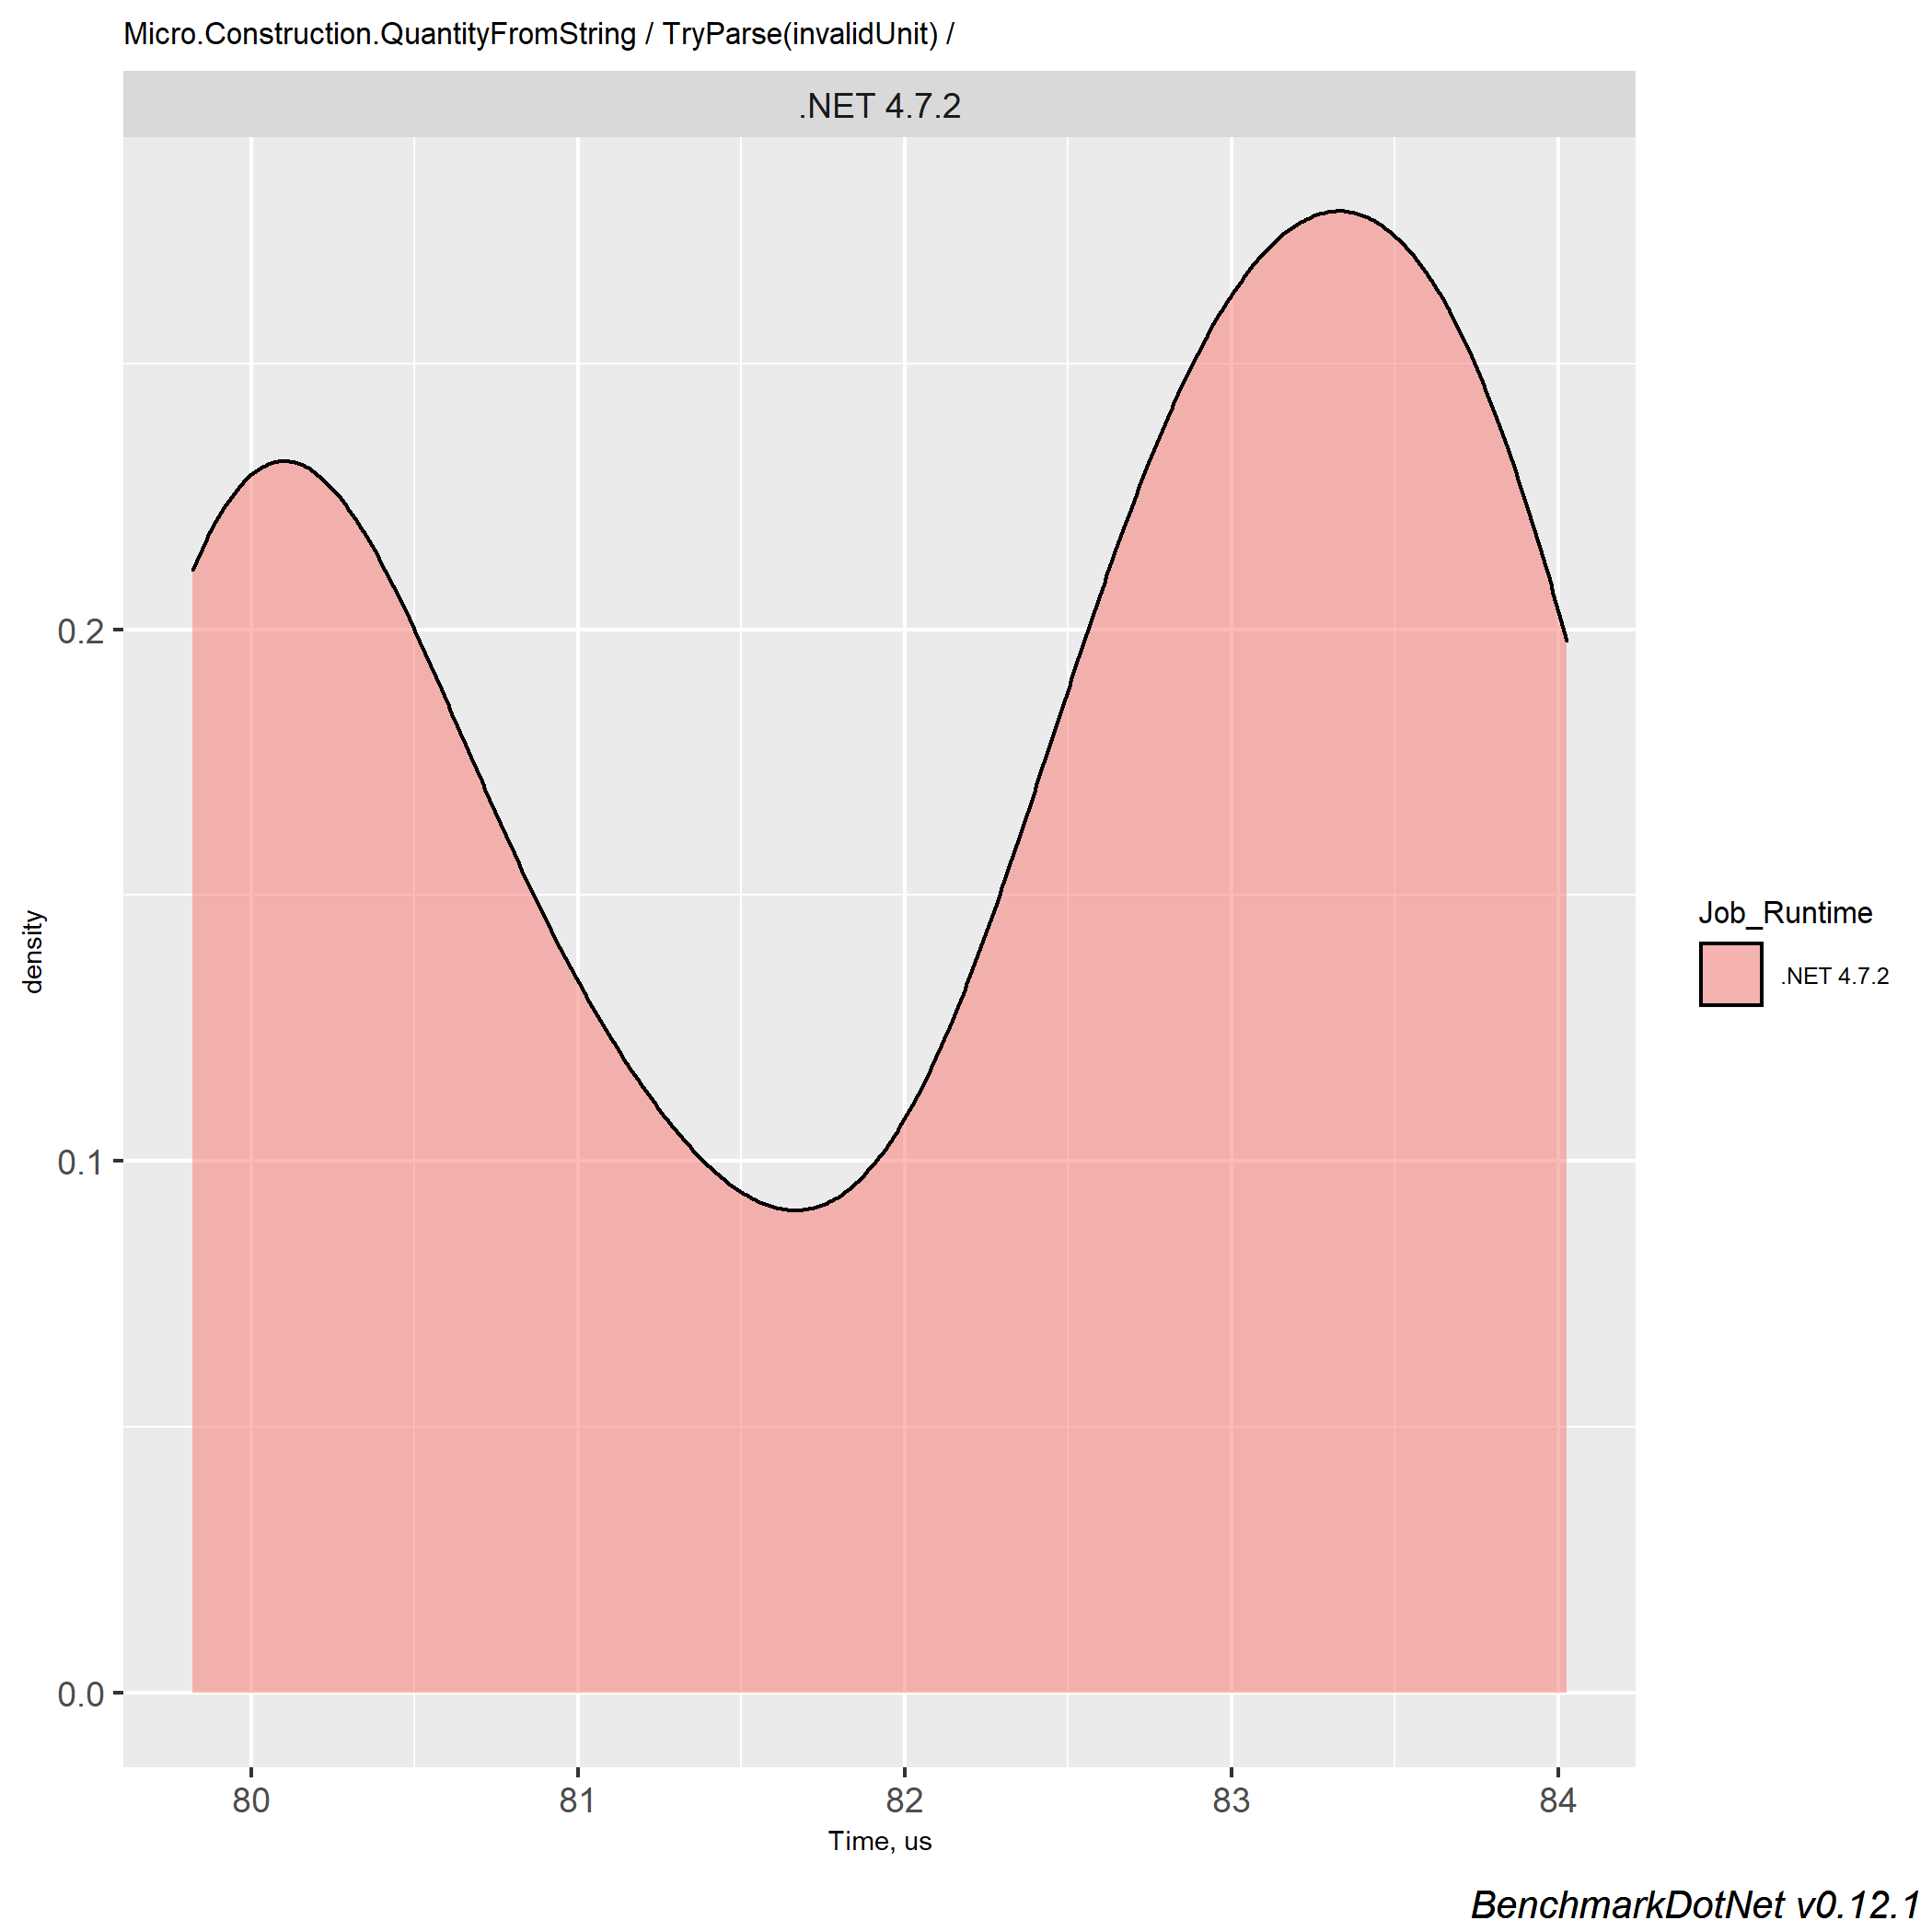 Micro.Construction.QuantityFromString / TryParse(invalidUnit) /
.NET 4.7.2
0.2
0.1
0.0
density
80 81 82 83 84
Time, us
Job_Runtime
.NET 4.7.2
BenchmarkDotNet v0.12.1